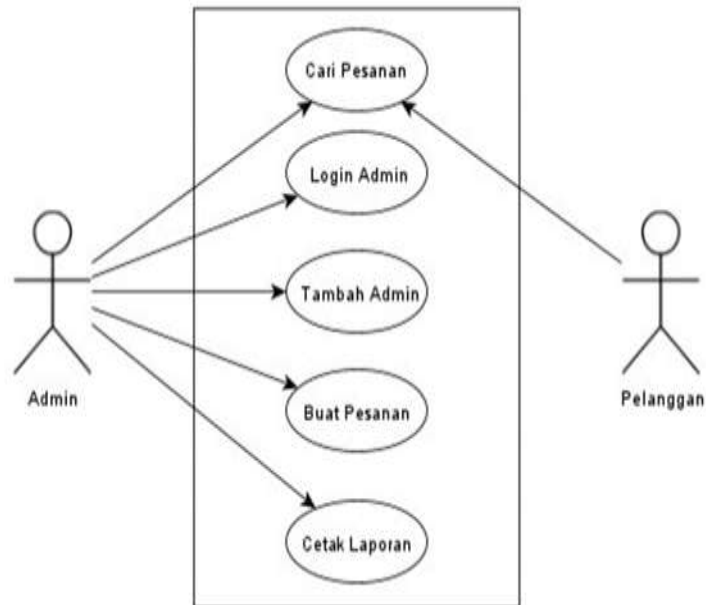 Cari Pesanan
Login Admin
Tambah Admin
Admin
Pelanggan
Buat Pesanan
Cetak Laporan